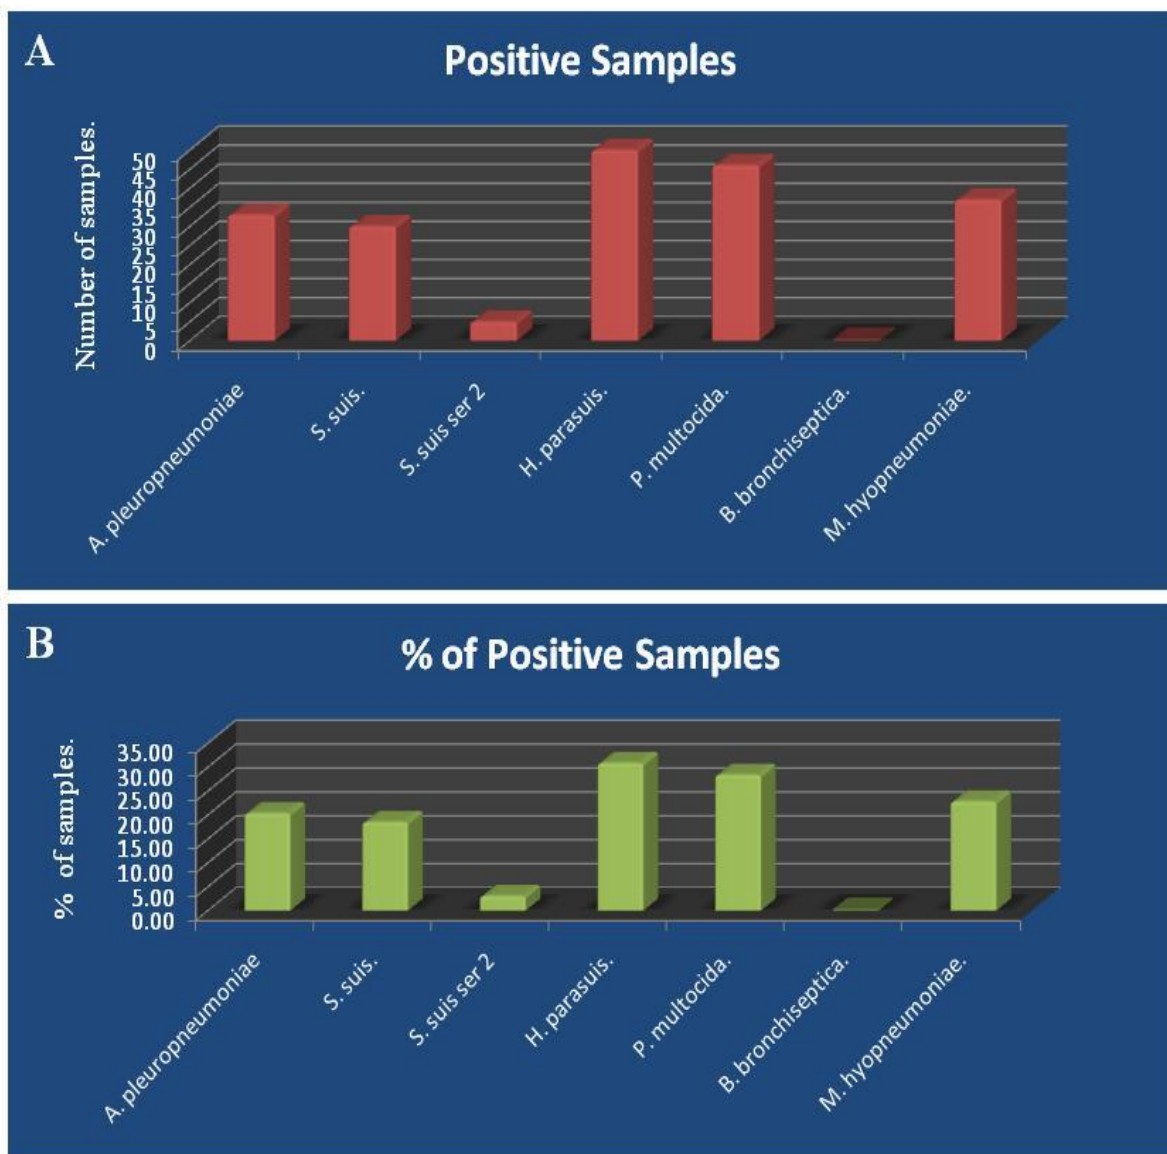 A
Positive Samples
Number of samples.
50
45
40
35
30
25
20
15
10
5
0
A. pleuropneumoniae
S. suis.
S. suis ser 2
H. parasuis.
P. multocida.
B. bronchiseptica.
M. hyopneumoniae.
B
% of Positive Samples
% of samples.
35.00
30.00
25.00
20.00
15.00
10.00
5.00
0.00
A. pleuropneumoniae
S. suis.
S. suis ser 2
H. parasuis.
P. multocida.
B. bronchiseptica.
M. hyopneumoniae.